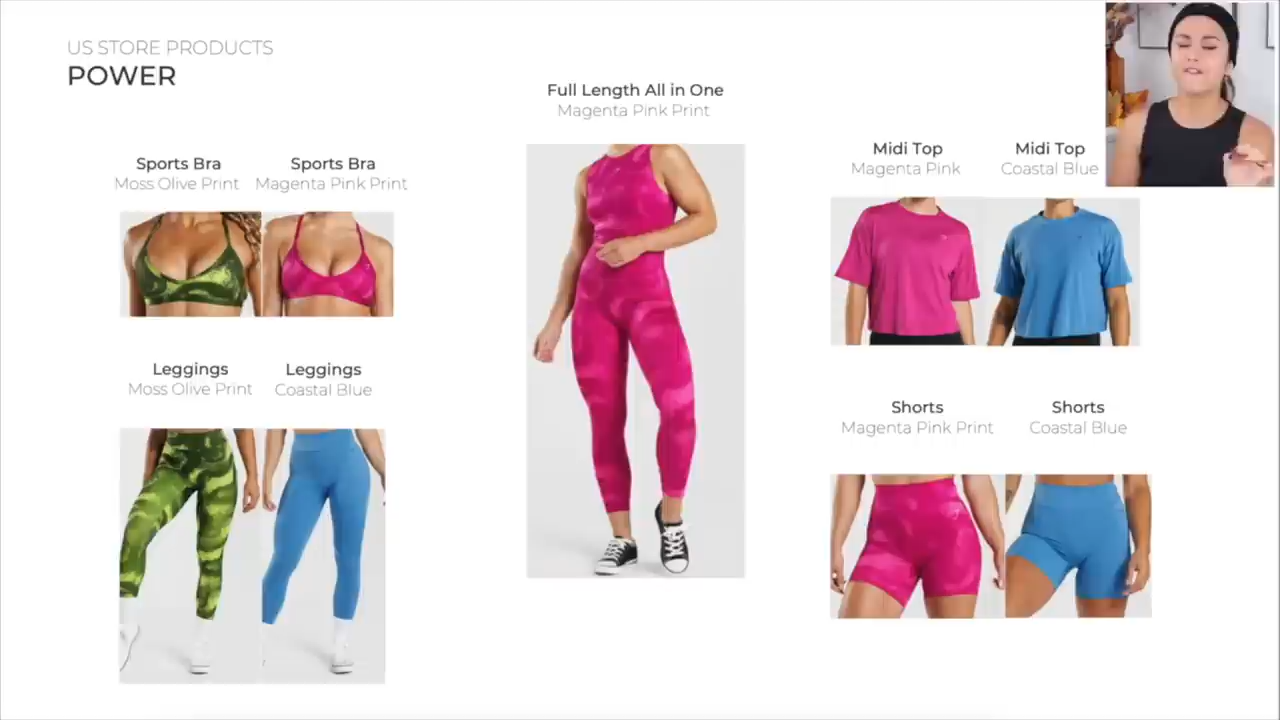 US STORE PRODUCTS
POWER
Full Length All in One
Magenta Pink Print
Sports Bra
Moss Olive Print
Sports Bra
Magenta Pink Print
Midi Top
Magenta Pink
Midi Top
Coastal Blue
Leggings
Moss Olive Print
Leggings
Coastal Blue
Shorts
Magenta Pink Print
Shorts
Coastal Blue